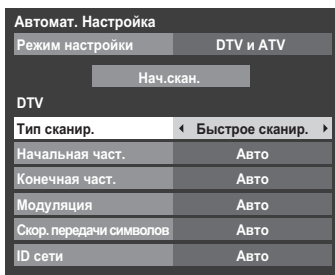 Автомат. Настройка
Режим настройки DTV и ATV
Нач.скан.
DTV
Тип сканир. Быстрое сканир.
Начальная част. Авто
Конечная част. Авто
Модуляция Авто
Скор. передачи символов Авто
ID сети Авто